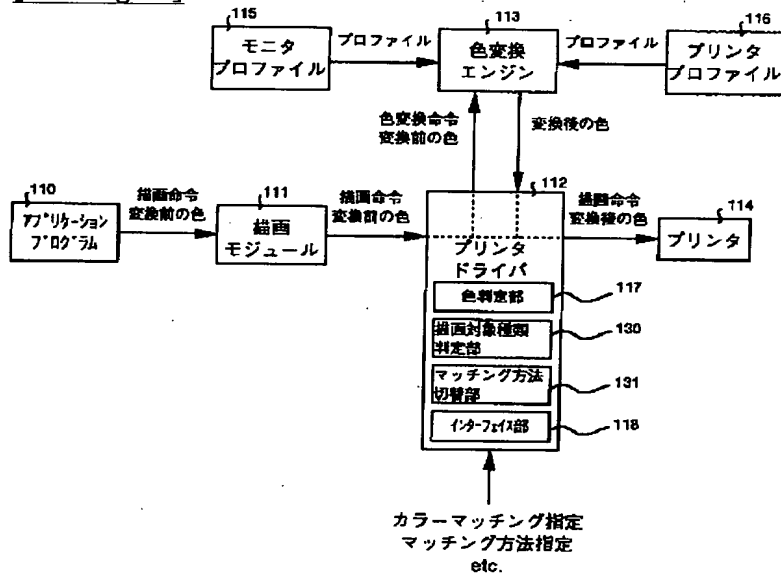 115
モニタ
プロファイル
プロファイル
113
色変換
エンジン
プロファイル
116
プリンタ
プロファイル
色変換命令
変換前の色
変換後の色
110
アプリケーション
プログラム
描画命令
変換前の色
111
描画
モジュール
描画命令
変換前の色
112
プリンタ
ドライバ
描画命令
変換後の色
114
プリンタ
色判定部
117
描画対象種類
判定部
130
マッチング方法
切替部
131
インターフェイス部
118
カラーマッチング指定
マッチング方法指定
etc.